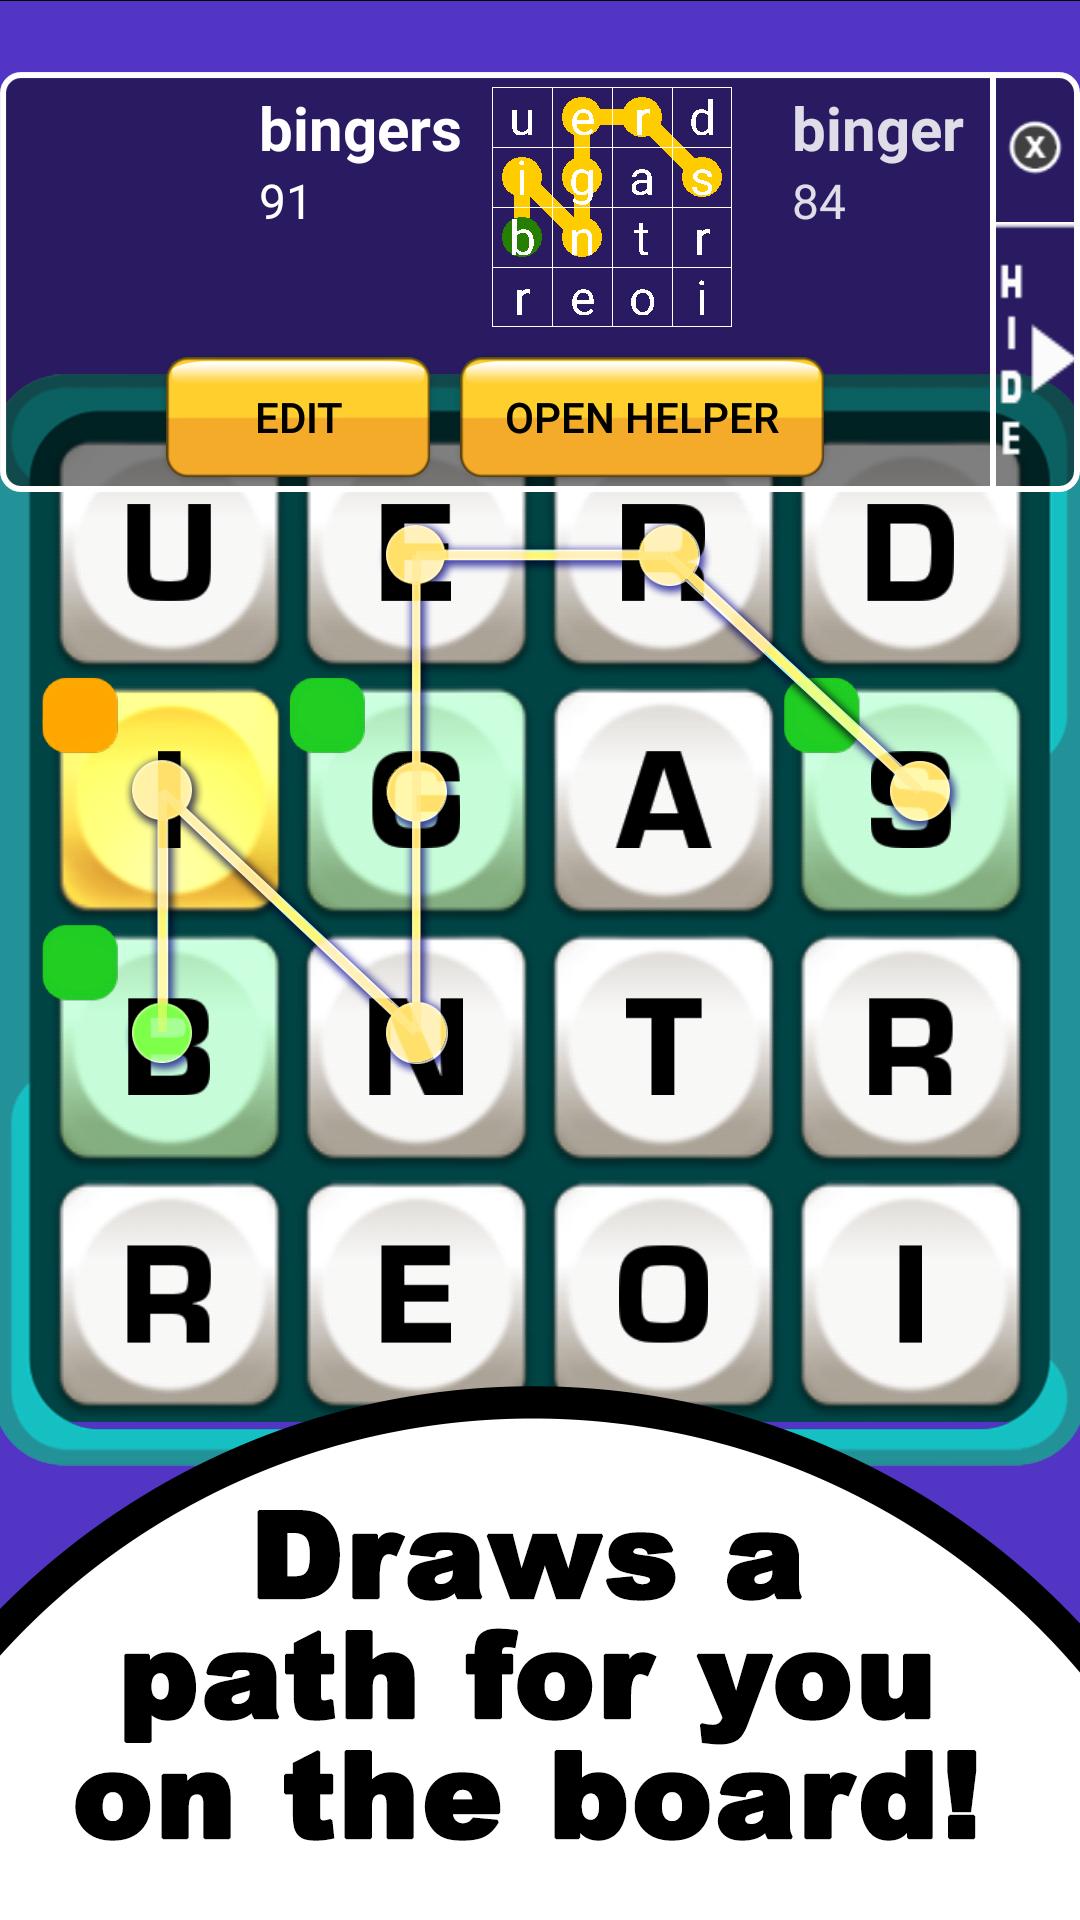 bingers
91
u e r d
i g a s
b n t r
r e o i
binger
84
X
HIDE
EDIT
OPEN HELPER
U E R D
I G A S
B N T R
R E O I
Draws a
path for you
on the board!